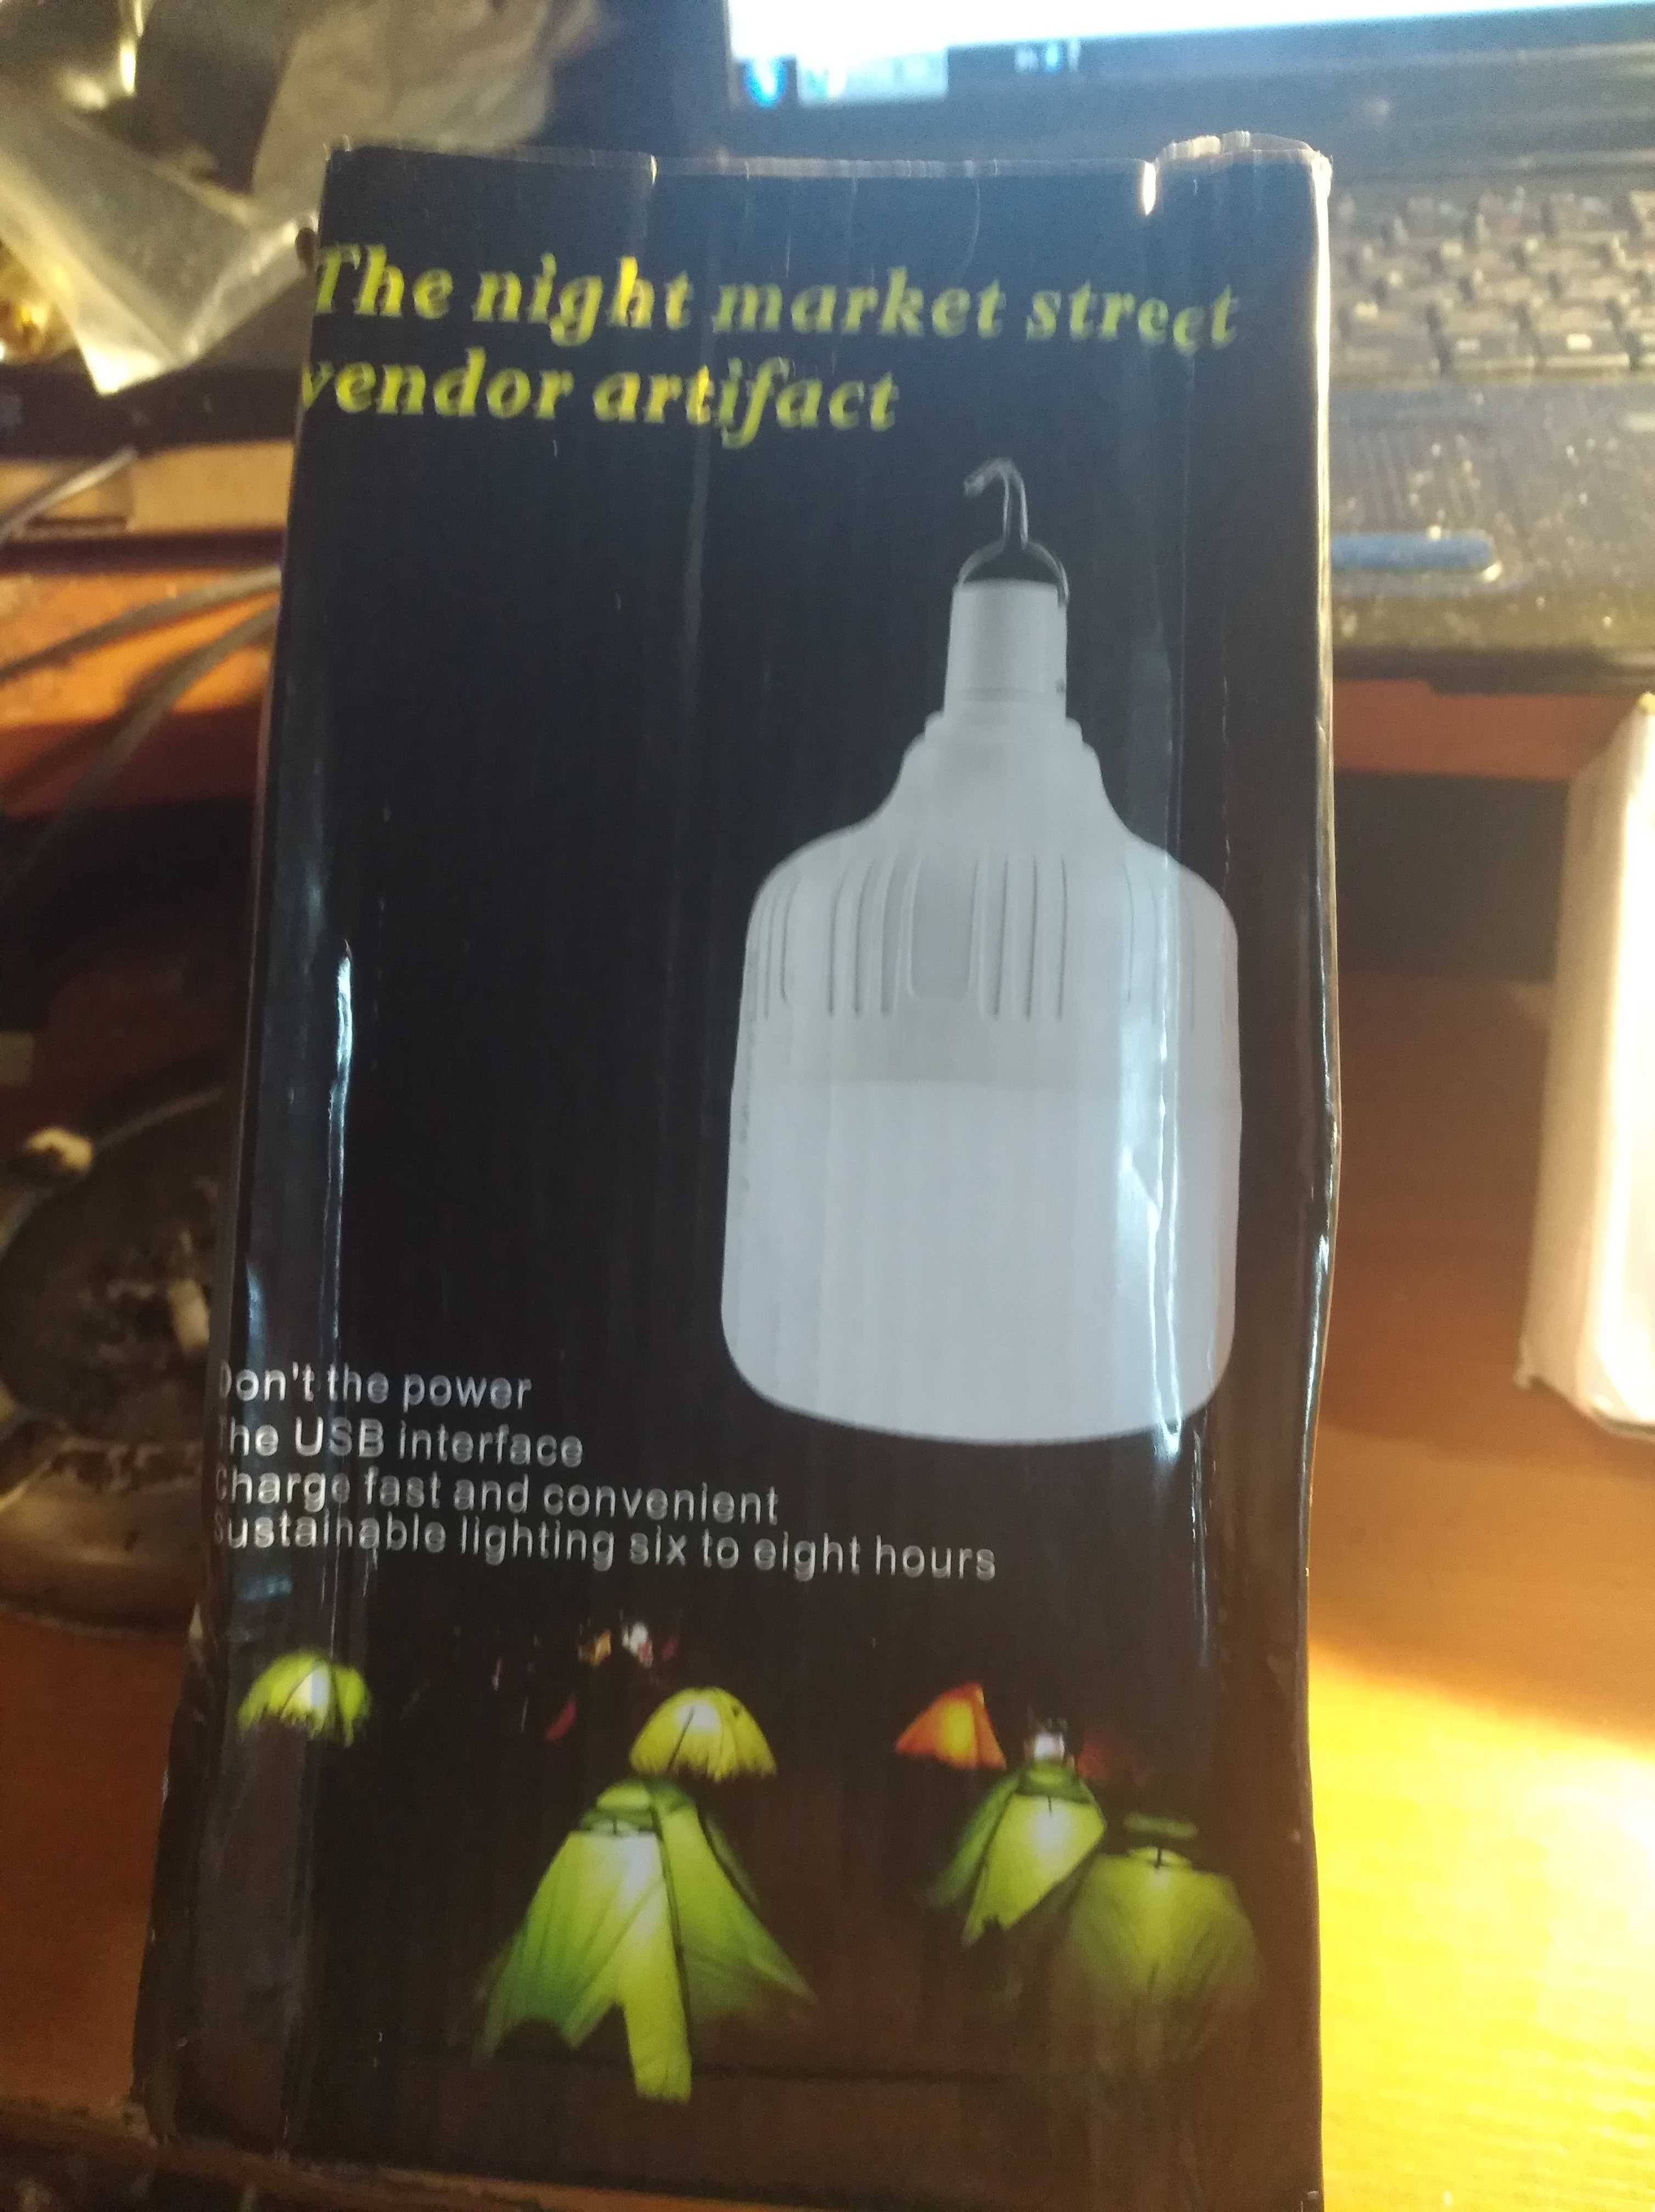 The night market street
vendor artifact
Don't the power
The USB interface
Charge fast and convenient
Sustainable lighting six to eight hours